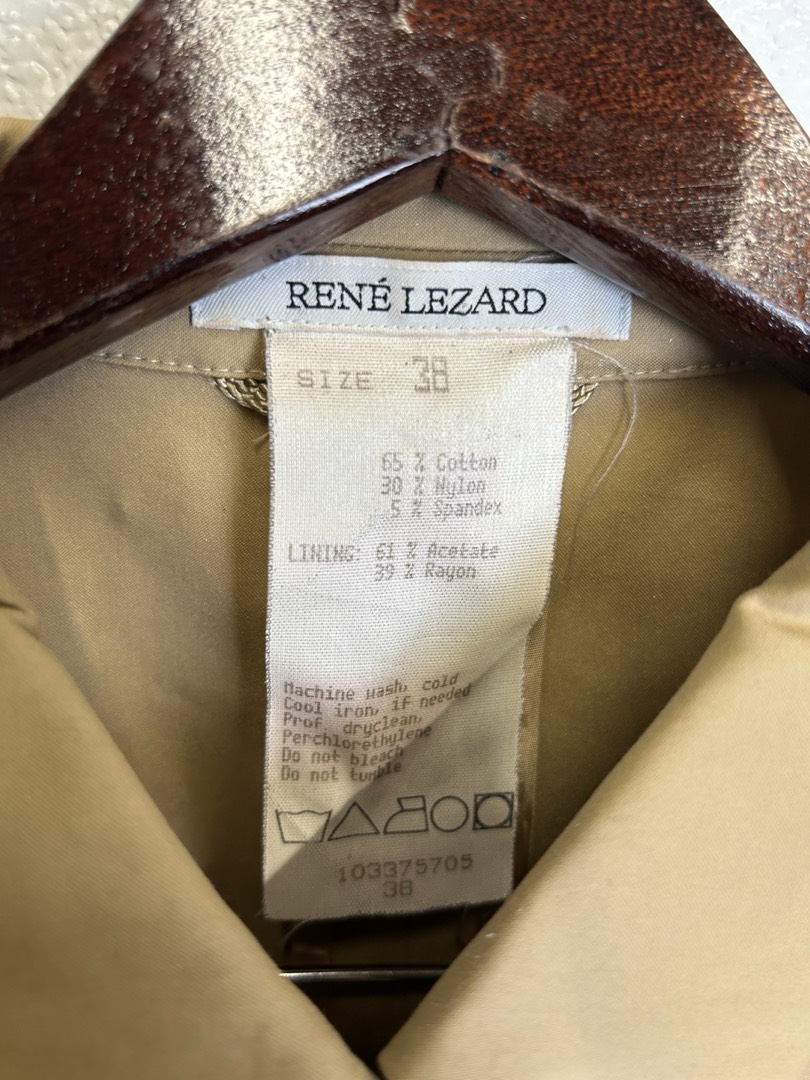 RENÉ LEZARD
SIZE 38
65 % Cotton
30 % Nylon
5 % Spandex
LINING: 61 % Acetate
39 % Rayon
Machine wash, cold
Cool iron, if needed
Prof. dryclean,
Perchlorethylene
Do not bleach
Do not tumble
103375705
38